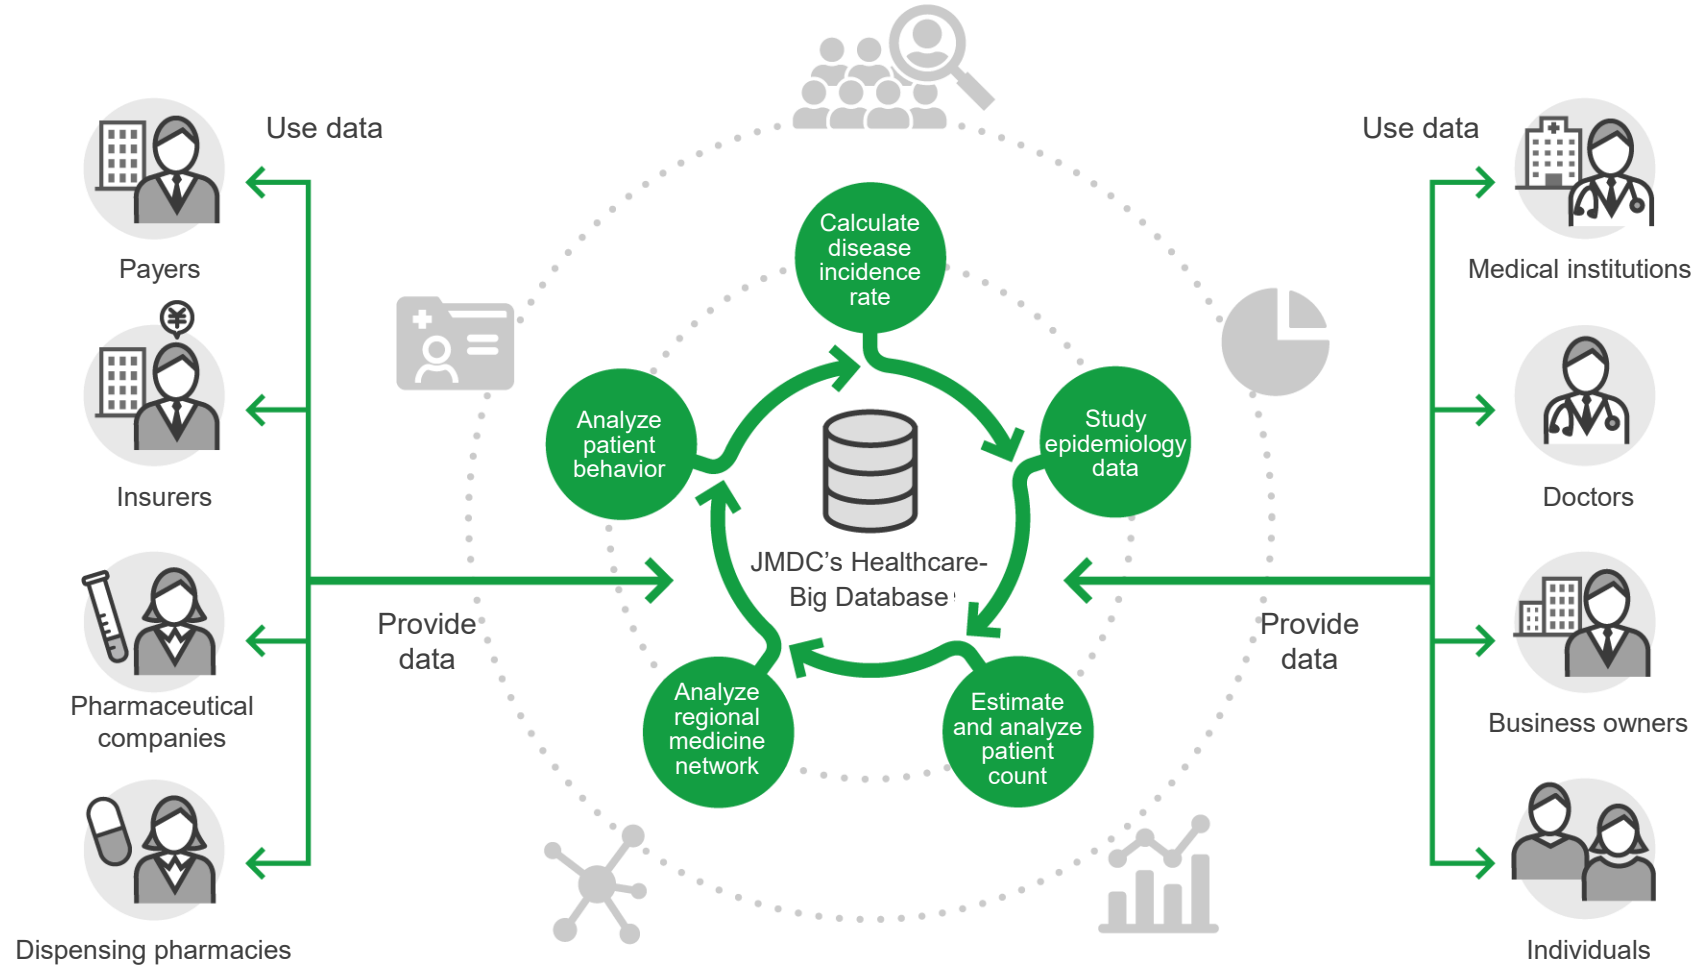 Use data
Payers
¥
Insurers
Pharmaceutical
companies
Dispensing pharmacies
Provide
data
Calculate
disease
incidence
rate
Study
epidemiology
data
Estimate
and analyze
patient
count
Analyze
regional
medicine
network
Analyze
patient
behavior
JMDC’s Healthcare-
Big Database
Use data
Medical institutions
Doctors
Business owners
Individuals
Provide
data